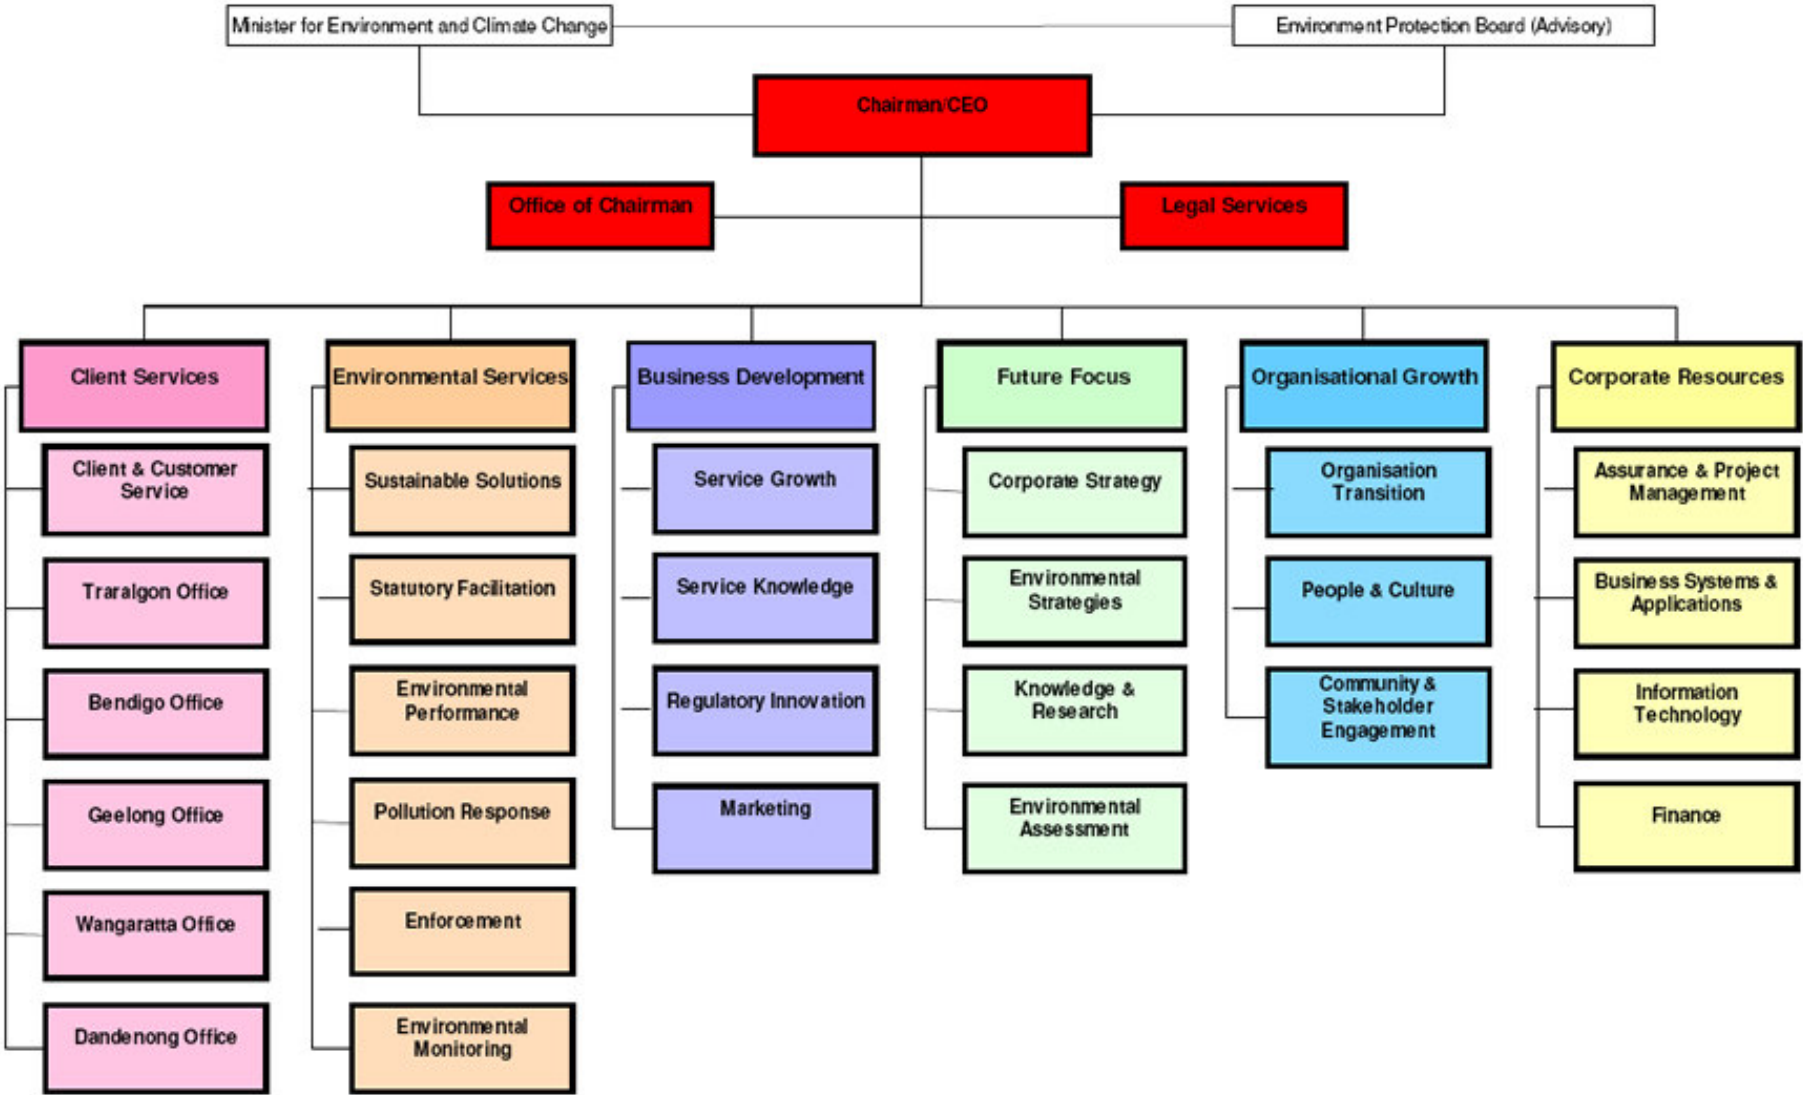 Minister for Environment and Climate Change
Environment Protection Board (Advisory)
Chairman/CEO
Office of Chairman
Legal Services
Client Services
Environmental Services
Business Development
Future Focus
Organisational Growth
Corporate Resources
Client & Customer
Service
Traralgon Office
Bendigo Office
Geelong Office
Wangaratta Office
Dandenong Office
Sustainable Solutions
Statutory Facilitation
Environmental
Performance
Pollution Response
Enforcement
Environmental
Monitoring
Service Growth
Service Knowledge
Regulatory Innovation
Marketing
Corporate Strategy
Environmental
Strategies
Knowledge &
Research
Environmental
Assessment
Organisation
Transition
People & Culture
Community &
Stakeholder
Engagement
Assurance & Project
Management
Business Systems &
Applications
Information
Technology
Finance